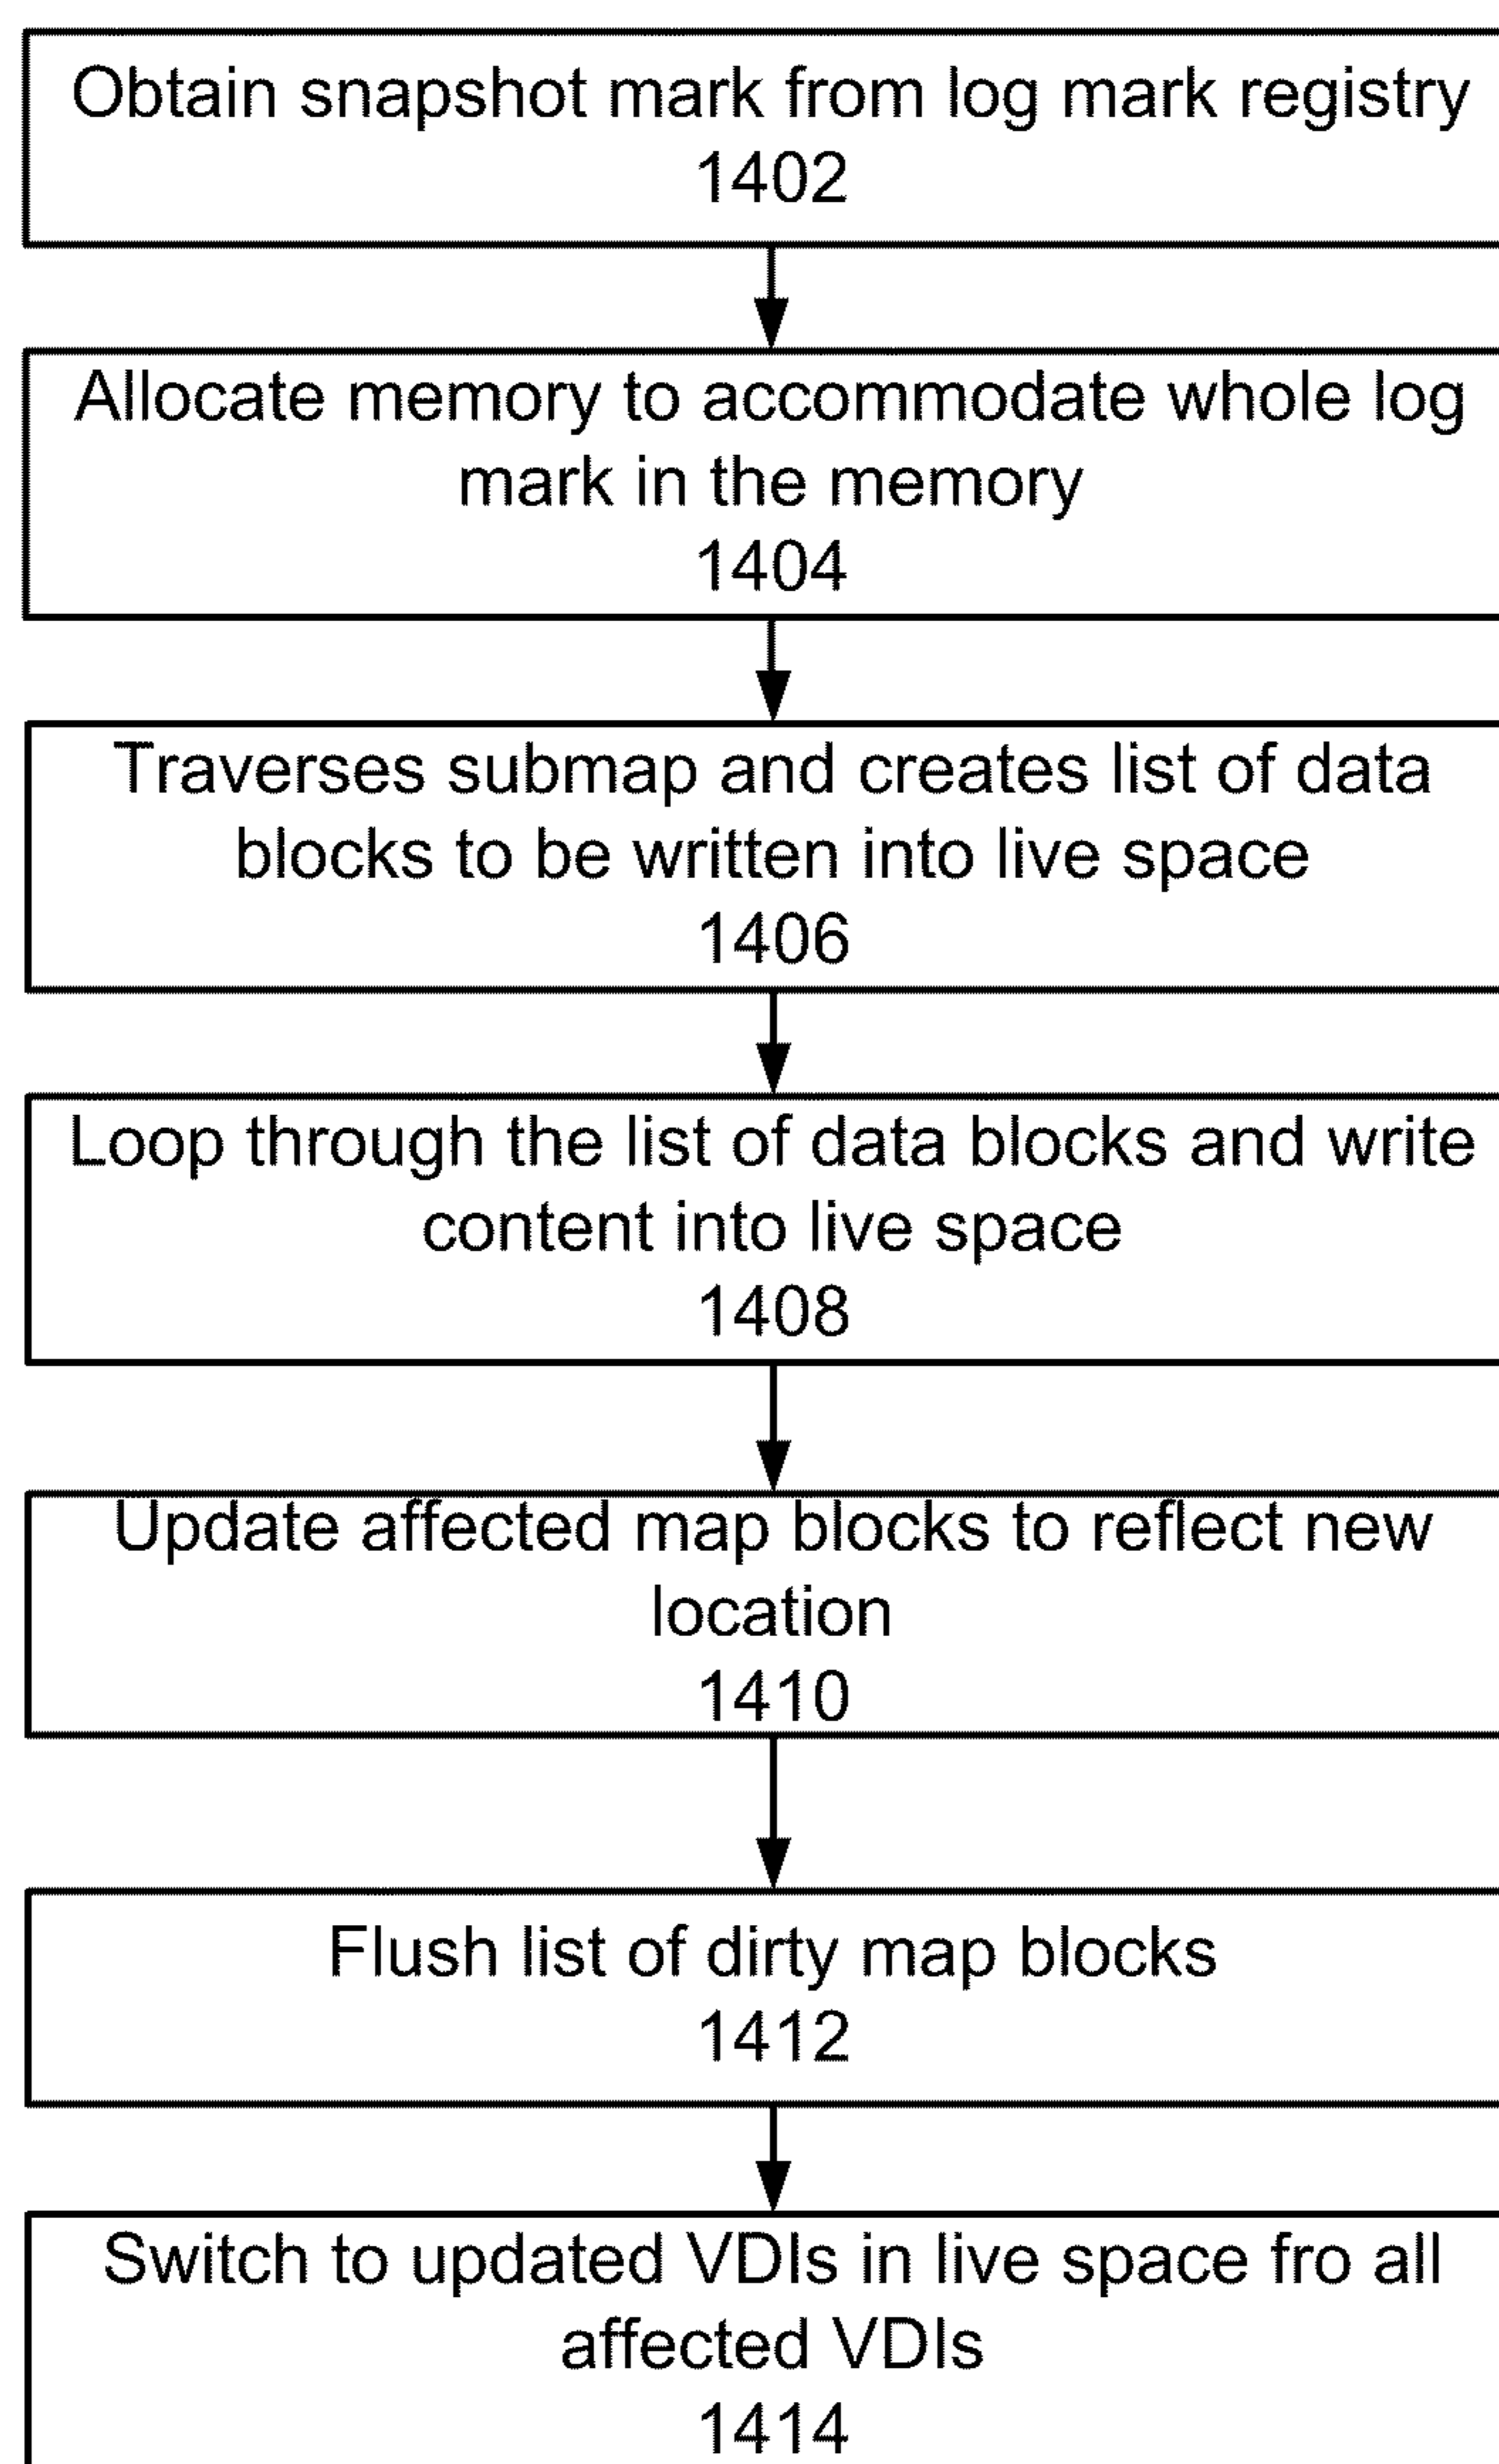 Obtain snapshot mark from log mark registry
1402
Allocate memory to accommodate whole log
mark in the memory
1404
Traverses submap and creates list of data
blocks to be written into live space
1406
Loop through the list of data blocks and write
content into live space
1408
Update affected map blocks to reflect new
location
1410
Flush list of dirty map blocks
1412
Switch to updated VDIs in live space fro all
affected VDIs
1414